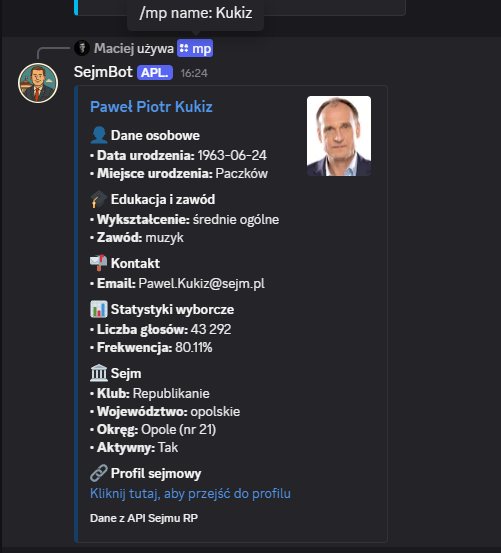 /mp name: Kukiz
Maciej używa mp
SejmBot APL. 16:24
Paweł Piotr Kukiz
Dane osobowe
• Data urodzenia: 1963-06-24
• Miejsce urodzenia: Paczków
Edukacja i zawód
• Wykształcenie: średnie ogólne
• Zawód: muzyk
Kontakt
• Email: Pawel.Kukiz@sejm.pl
Statystyki wyborcze
• Liczba głosów: 43 292
• Frekwencja: 80.11%
Sejm
• Klub: Republikanie
• Województwo: opolskie
• Okręg: Opole (nr 21)
• Aktywny: Tak
Profil sejmowy
Kliknij tutaj, aby przejść do profilu
Dane z API Sejmu RP